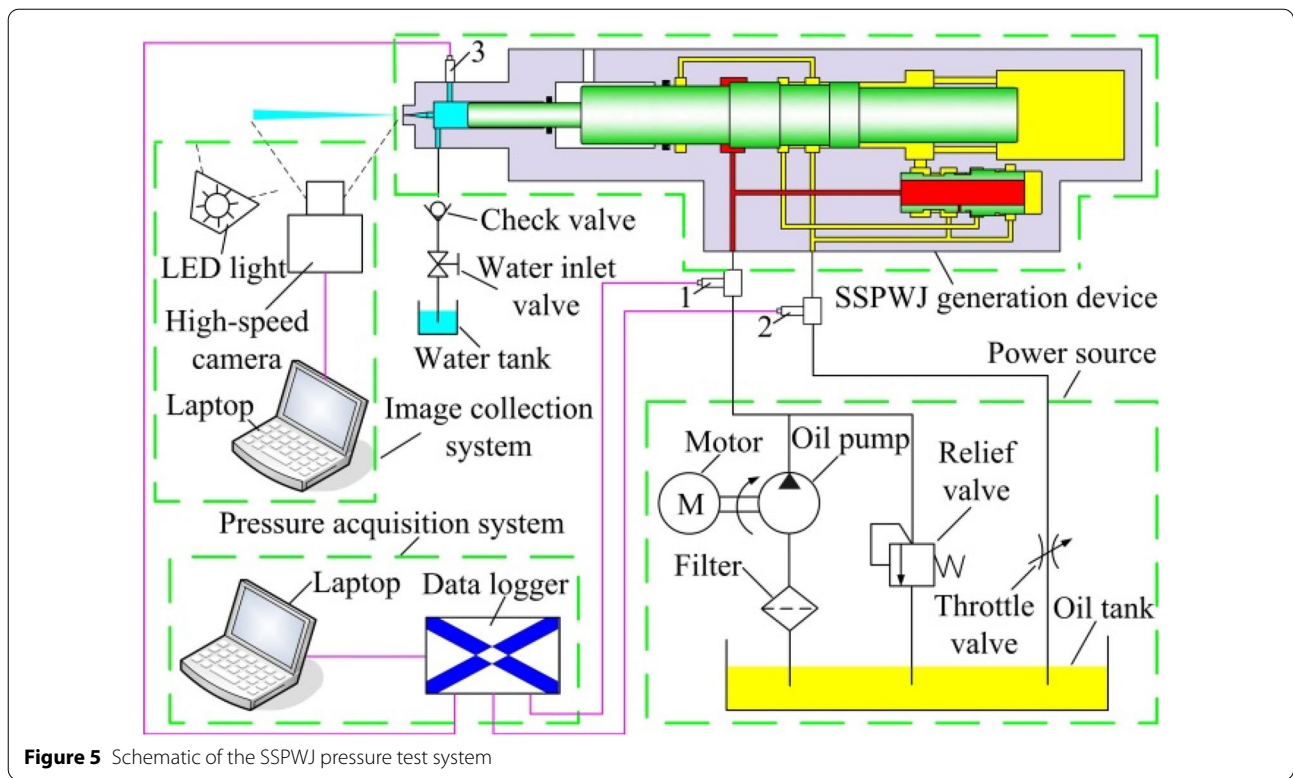 3
Check valve
LED light
Water inlet
valve
1
2
SSPWJ generation device
High-speed
camera
Water tank
Power source
Laptop
Image collection
system
Motor
Oil pump
Relief
valve
M
Pressure acquisition system
Filter
Laptop
Data logger
Throttle
valve
Oil tank
Figure 5 Schematic of the SSPWJ pressure test system